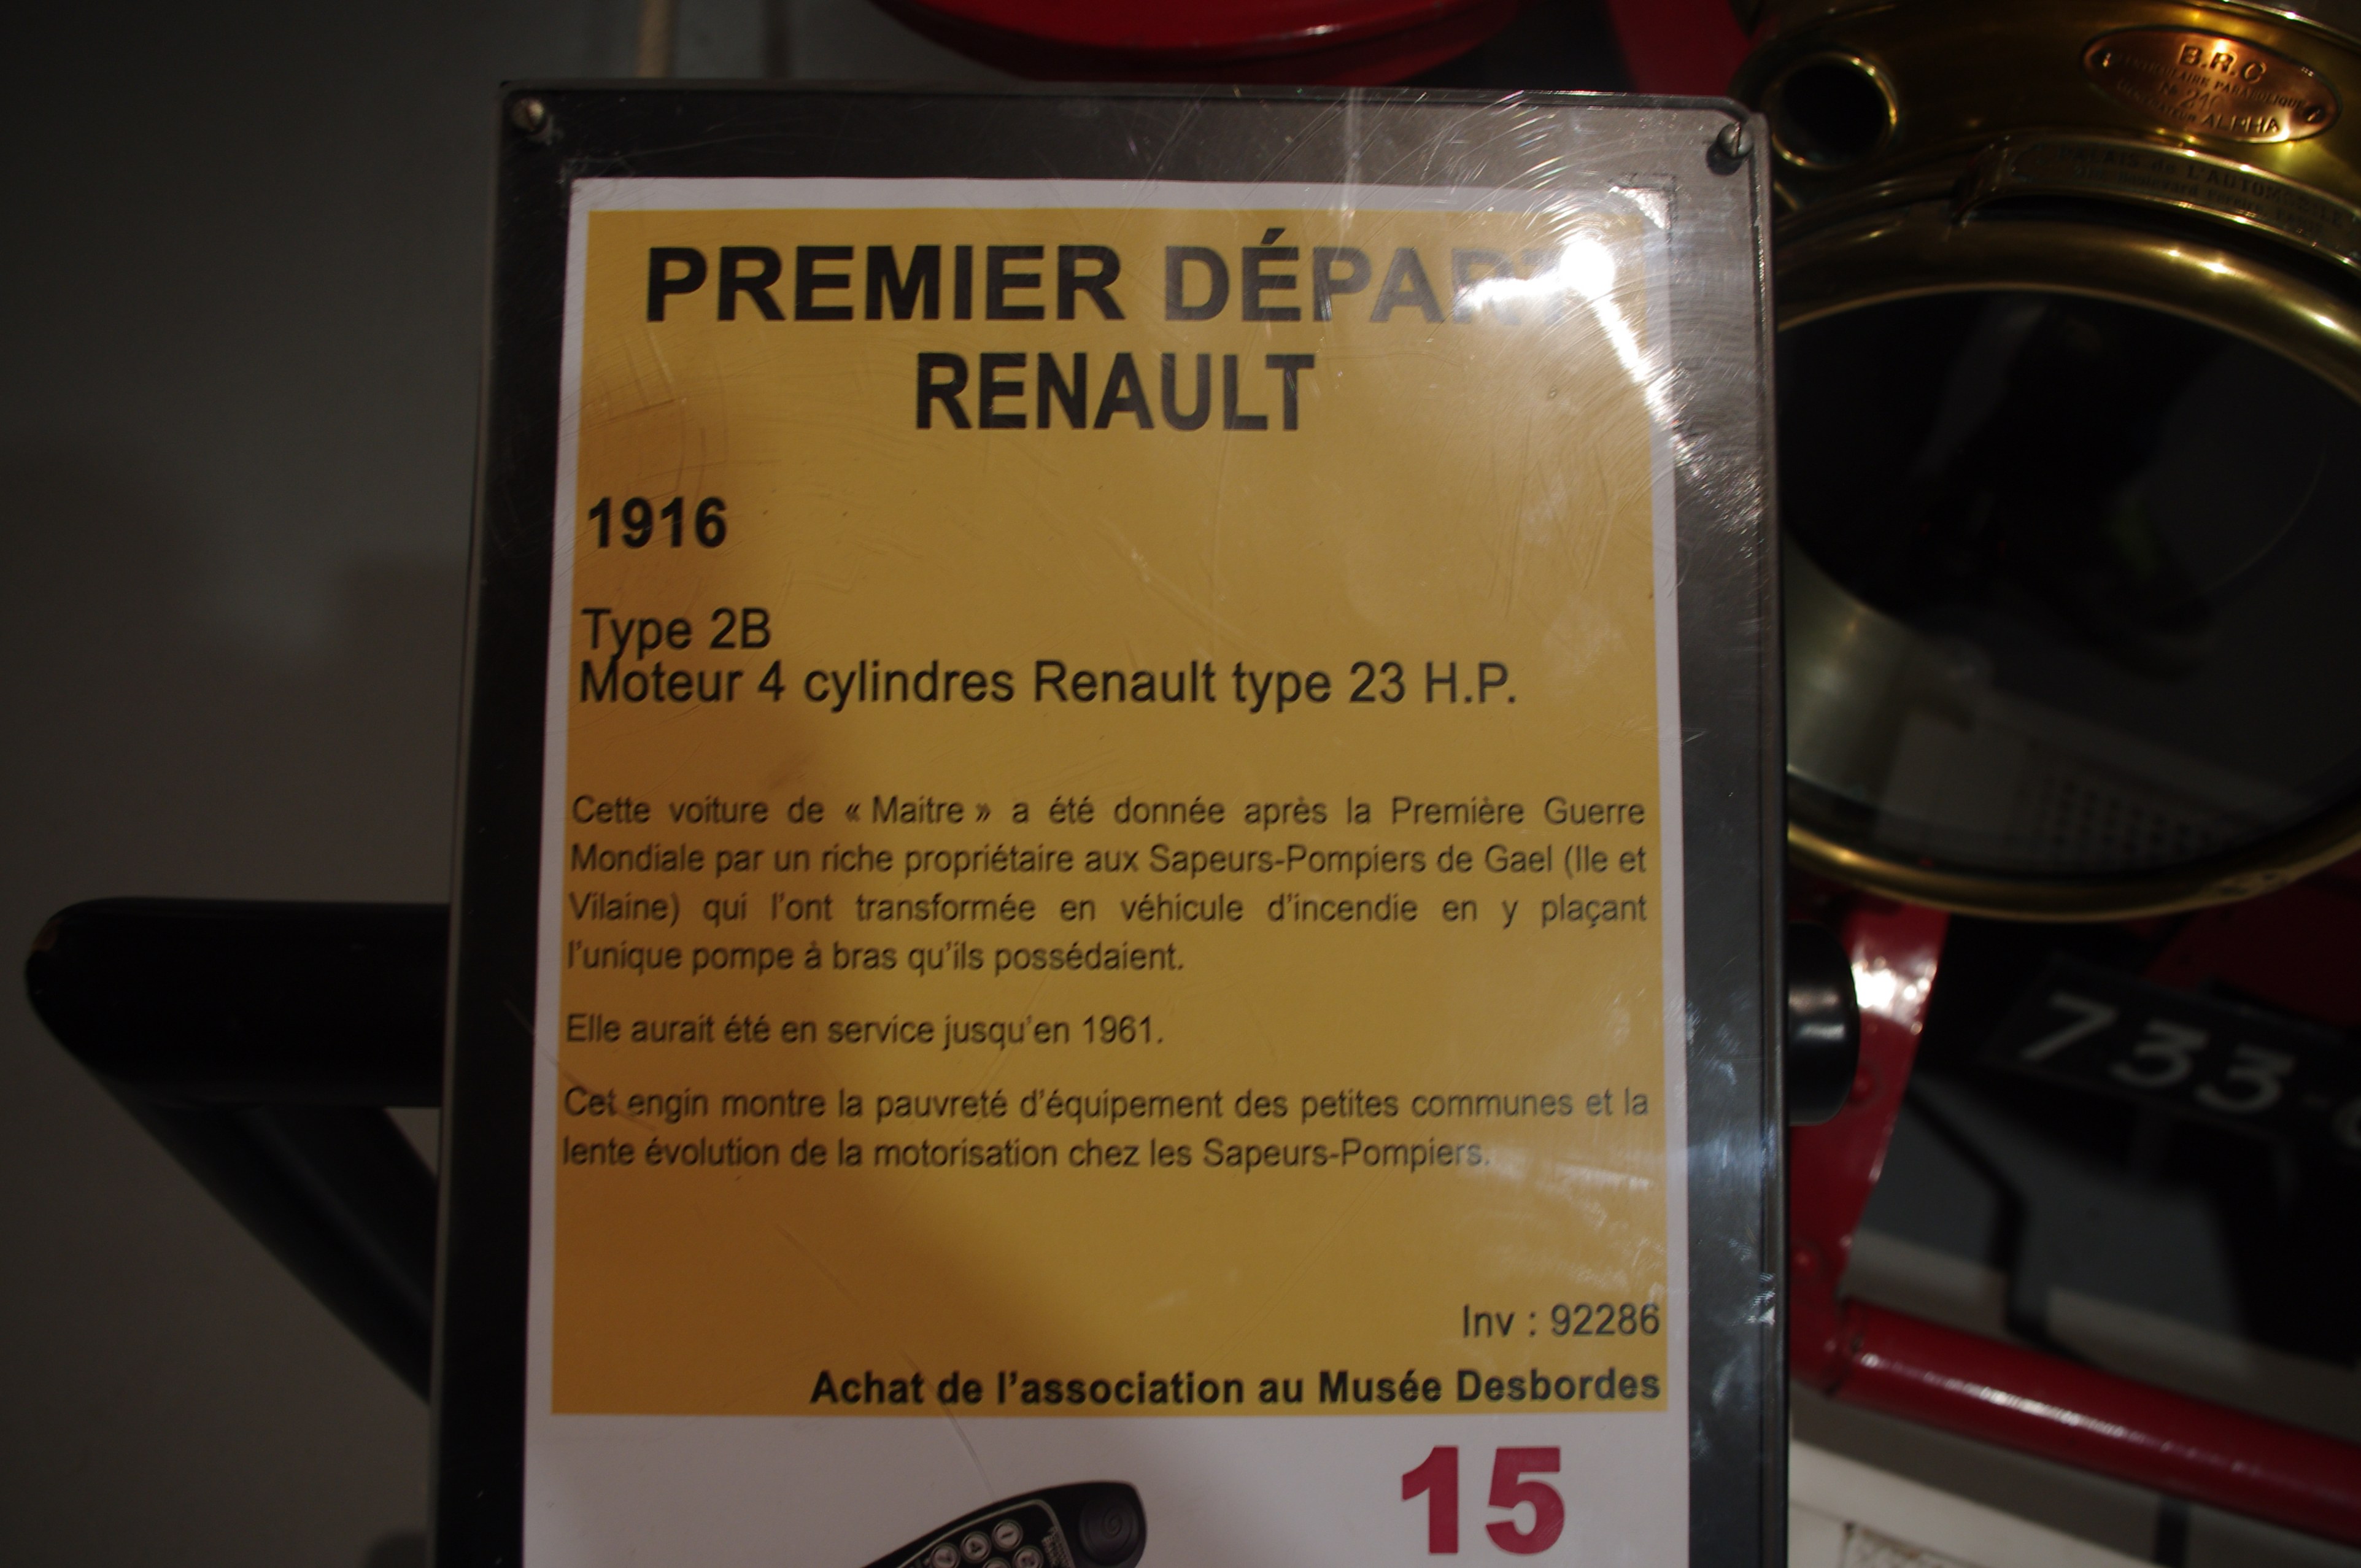 PREMIER DÉPART
RENAULT
1916
Type 2B
Moteur 4 cylindres Renault type 23 H.P.
Cette voiture de « Maitre » a été donnée après la Première Guerre
Mondiale par un riche propriétaire aux Sapeurs-Pompiers de Gael (Ile et
Vilaine) qui l'ont transformée en véhicule d'incendie en y plaçant
l'unique pompe à bras qu'ils possédaient.
Elle aurait été en service jusqu'en 1961.
Cet engin montre la pauvreté d'équipement des petites communes et la
lente évolution de la motorisation chez les Sapeurs-Pompiers.
Inv : 92286
Achat de l'association au Musée Desbordes
15
B.R.C
ALPHA
de L'AUTOMOBILE
733-